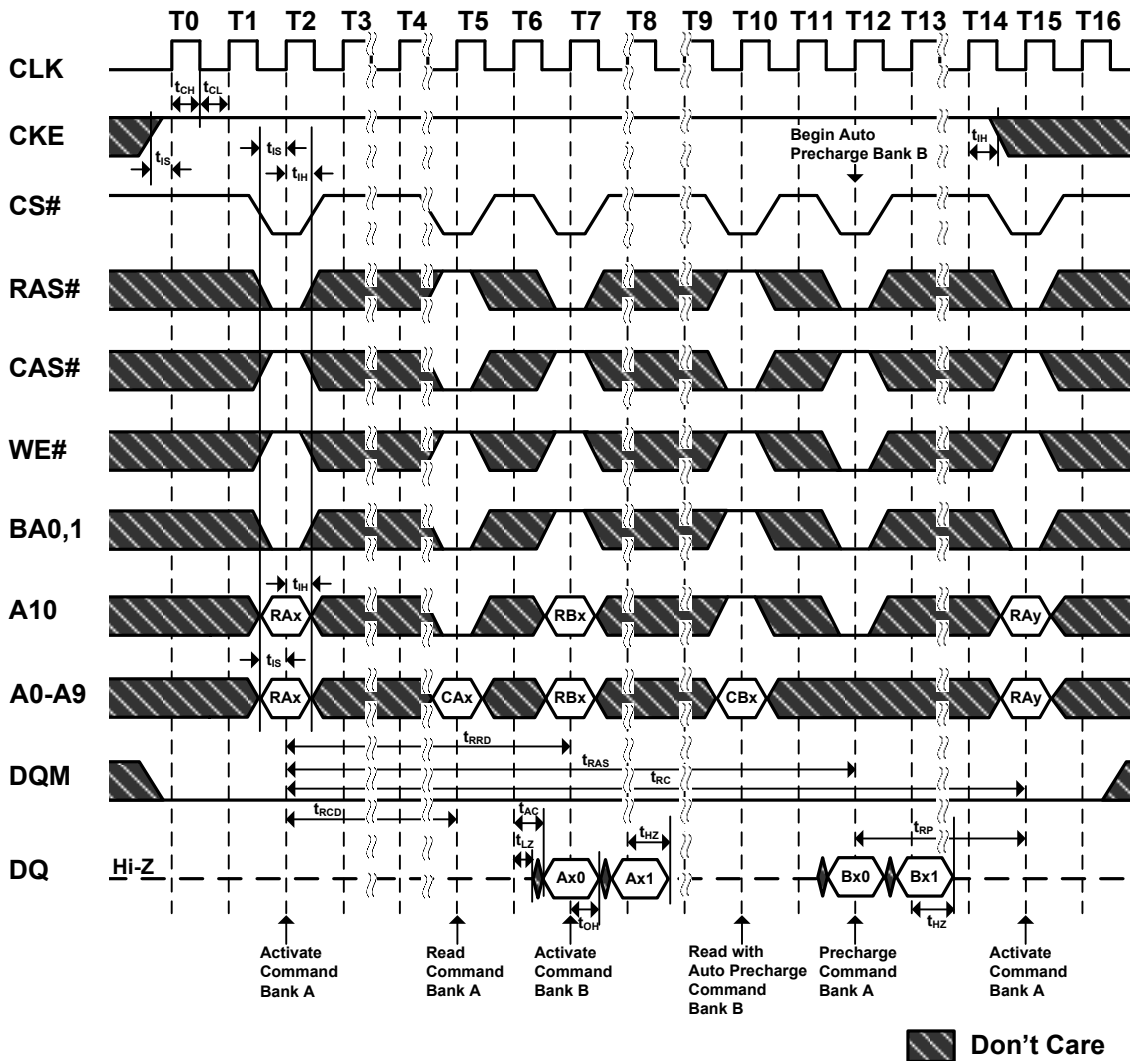 T0 T1 T2 T3 T4 T5 T6 T7 T8 T9 T10 T11 T12 T13 T14 T15 T16
CLK
tCH tCL
CKE
tIS
tIS
tIH
Begin Auto
Precharge Bank B
tIH
CS#
RAS#
CAS#
WE#
BA0,1
tIH
A10
RAx
RBx
RAy
tIS
A0-A9
RAx
CAx
RBx
CBx
RAy
tRRD
tRAS
tRC
DQM
tRCD
tAC
tLZ
tHZ
tRP
DQ
Hi-Z
Ax0
Ax1
Bx0
Bx1
tOH
tHZ
Activate
Command
Bank A
Read
Command
Bank A
Activate
Command
Bank B
Read with
Auto Precharge
Command
Bank B
Precharge
Command
Bank A
Activate
Command
Bank A
Don't Care